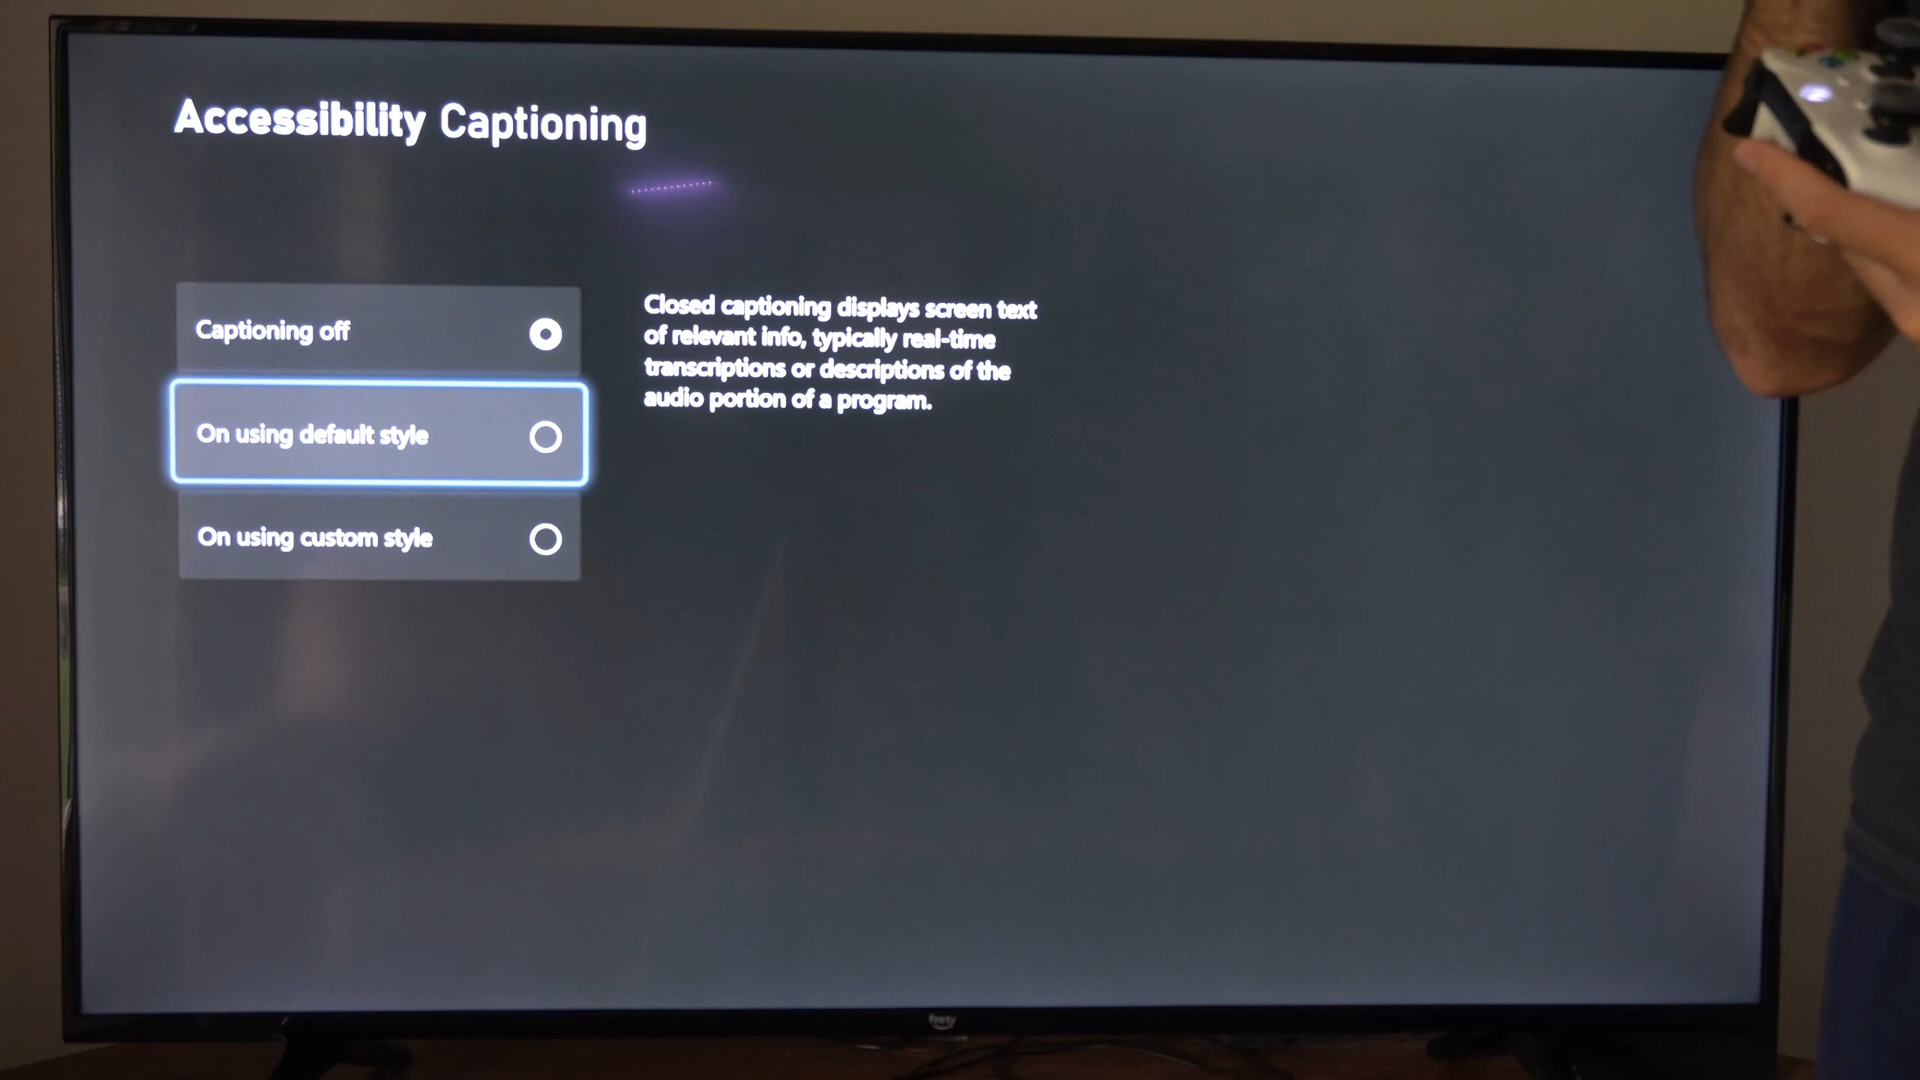 Accessibility Captioning
Captioning off
On using default style
On using custom style
Closed captioning displays screen text
of relevant info, typically real-time
transcriptions or descriptions of the
audio portion of a program.
firetv